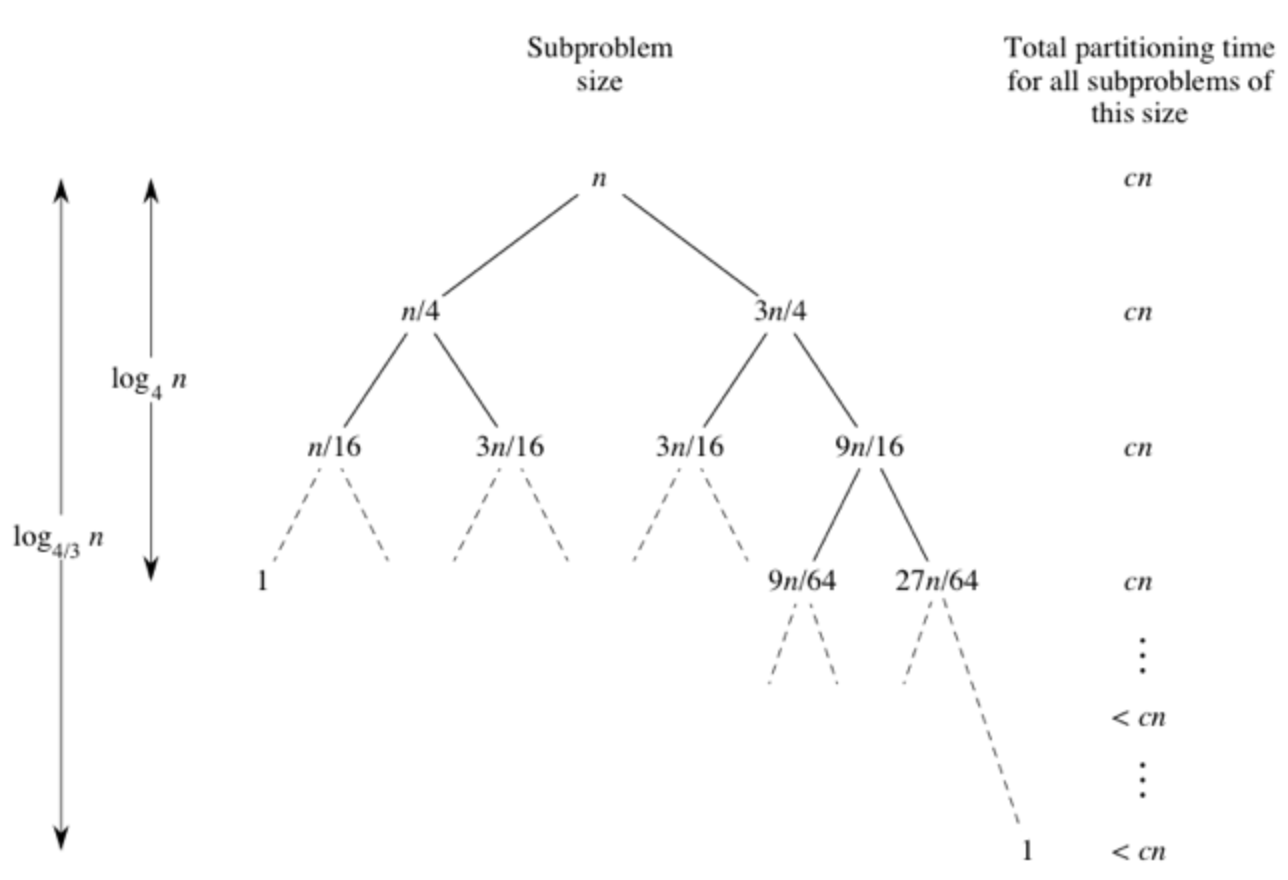 Subproblem
size
Total partitioning time
for all subproblems of
this size
n
cn
n/4
3n/4
cn
log₄ n
n/16
3n/16
3n/16
9n/16
cn
log₄/₃ n
1
9n/64
27n/64
cn
⋮
< cn
⋮
1
< cn